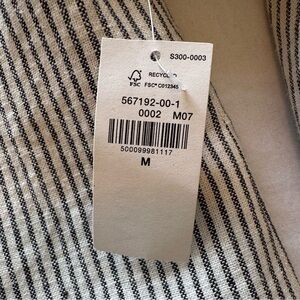 S300-0003
RECYCLED
FSC FSC® C012345
567192-00-1
0002 M07
500099981117
M